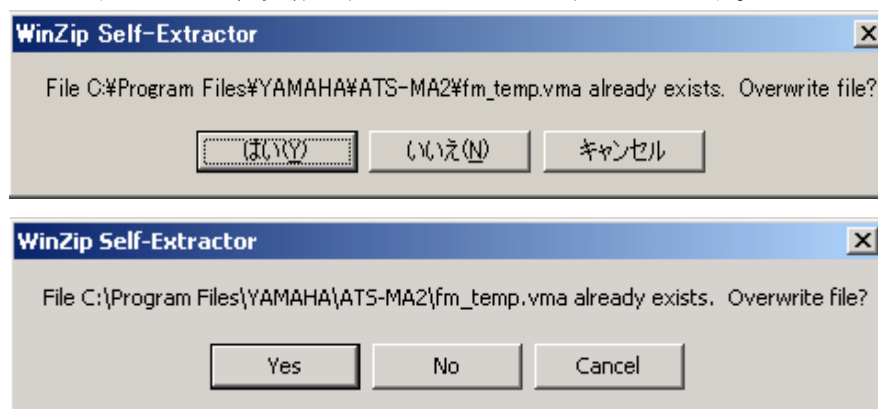 WinZip Self-Extractor
File C:¥Program Files¥YAMAHA¥ATS-MA2¥fm_temp.vma already exists. Overwrite file?
はい(Y) いいえ(N) キャンセル
WinZip Self-Extractor
File C:\Program Files\YAMAHA\ATS-MA2\fm_temp.vma already exists. Overwrite file?
Yes No Cancel